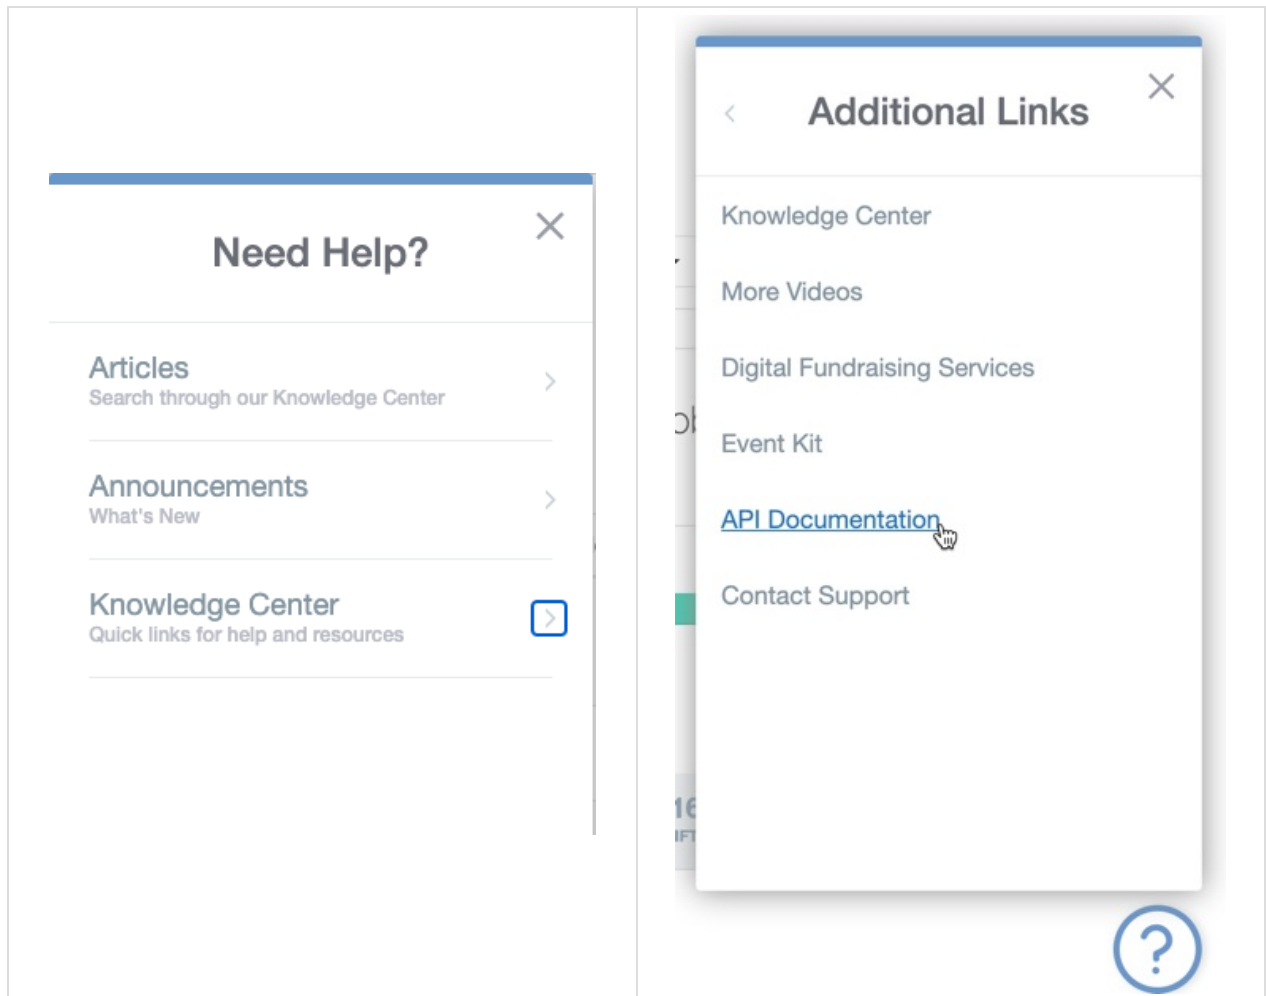 Need Help?
Articles
Search through our Knowledge Center
Announcements
What's New
Knowledge Center
Quick links for help and resources
Additional Links
Knowledge Center
More Videos
Digital Fundraising Services
Event Kit
API Documentation
Contact Support
16
?